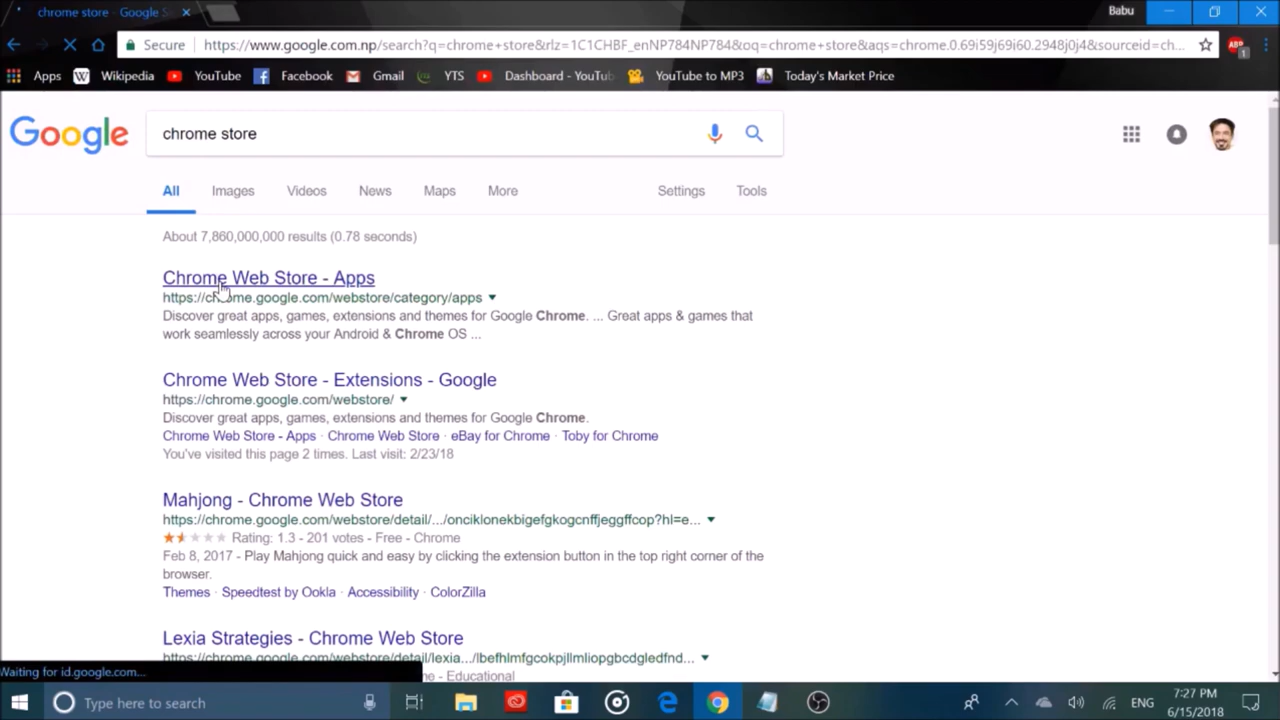 chrome store - Google S
Babu
Secure https://www.google.com.np/search?q=chrome+store&rlz=1C1CHBF_enNP784NP784&oq=chrome+store&aqs=chrome.0.69i59j69i60.2948j0j4&sourceid=ch...
ABP 1
Apps W Wikipedia YouTube Facebook Gmail YTS Dashboard - YouTub YouTube to MP3 Today's Market Price
Google
chrome store
All Images Videos News Maps More Settings Tools
About 7,860,000,000 results (0.78 seconds)
Chrome Web Store - Apps
https://chrome.google.com/webstore/category/apps
Discover great apps, games, extensions and themes for Google Chrome. ... Great apps & games that
work seamlessly across your Android & Chrome OS ...
Chrome Web Store - Extensions - Google
https://chrome.google.com/webstore/
Discover great apps, games, extensions and themes for Google Chrome.
Chrome Web Store - Apps · Chrome Web Store · eBay for Chrome · Toby for Chrome
You've visited this page 2 times. Last visit: 2/23/18
Mahjong - Chrome Web Store
https://chrome.google.com/webstore/detail/.../onciklonekbigefgkogcnffjeggffcop?hl=e...
Rating: 1.3 - 201 votes - Free - Chrome
Feb 8, 2017 - Play Mahjong quick and easy by clicking the extension button in the top right corner of the
browser.
Themes · Speedtest by Ookla · Accessibility · ColorZilla
Lexia Strategies - Chrome Web Store
https://chrome.google.com/webstore/detail/lexia.../lbefhlmfgcokpjllmliopgbcdgledfnd...
me - Educational
Waiting for id.google.com...
Type here to search
ENG
7:27 PM
6/15/2018